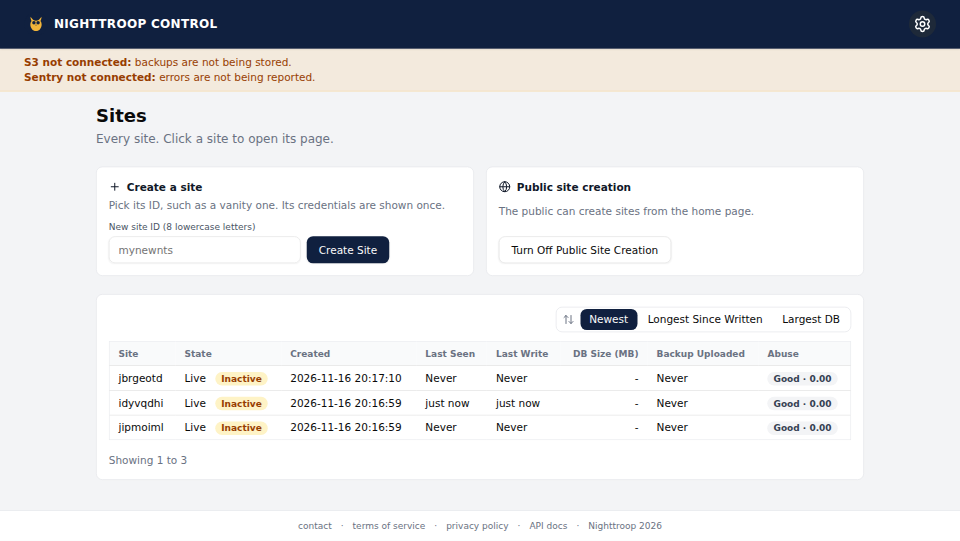 NIGHTTROOP CONTROL
S3 not connected: backups are not being stored.
Sentry not connected: errors are not being reported.
Sites
Every site. Click a site to open its page.
Create a site
Pick its ID, such as a vanity one. Its credentials are shown once.
New site ID (8 lowercase letters)
mynewnts
Create Site
Public site creation
The public can create sites from the home page.
Turn Off Public Site Creation
Newest Longest Since Written Largest DB
Site State Created Last Seen Last Write DB Size (MB) Backup Uploaded Abuse
jbrgeotd Live Inactive 2026-11-16 20:17:10 Never Never - Never Good · 0.00
idyvqdhi Live Inactive 2026-11-16 20:16:59 just now just now - Never Good · 0.00
jipmoiml Live Inactive 2026-11-16 20:16:59 Never Never - Never Good · 0.00
Showing 1 to 3
contact · terms of service · privacy policy · API docs · Nighttroop 2026